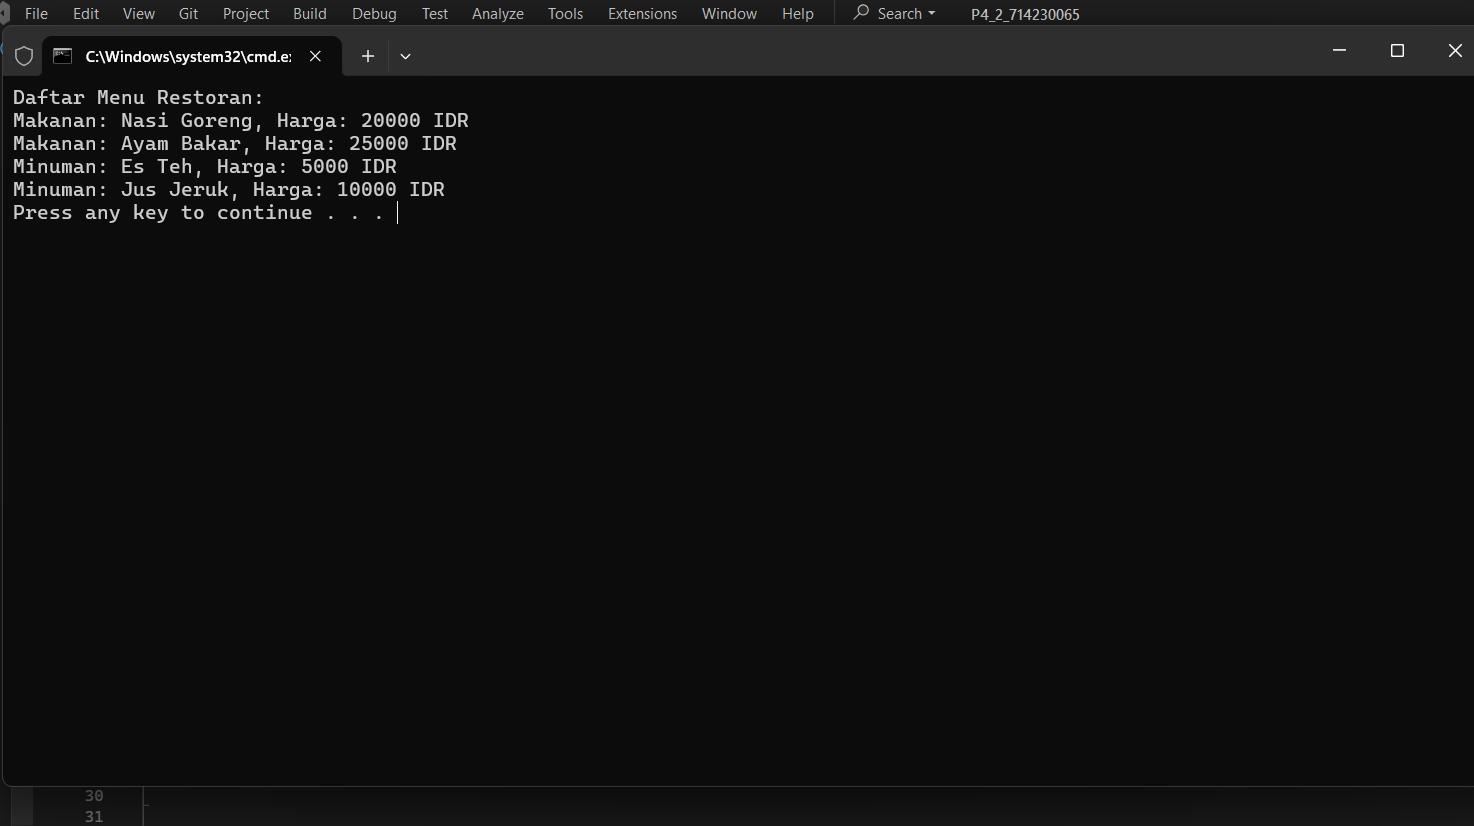 File Edit View Git Project Build Debug Test Analyze Tools Extensions Window Help Search P4_2_714230065
C:\Windows\system32\cmd.e
Daftar Menu Restoran:
Makanan: Nasi Goreng, Harga: 20000 IDR
Makanan: Ayam Bakar, Harga: 25000 IDR
Minuman: Es Teh, Harga: 5000 IDR
Minuman: Jus Jeruk, Harga: 10000 IDR
Press any key to continue . . .
30
31